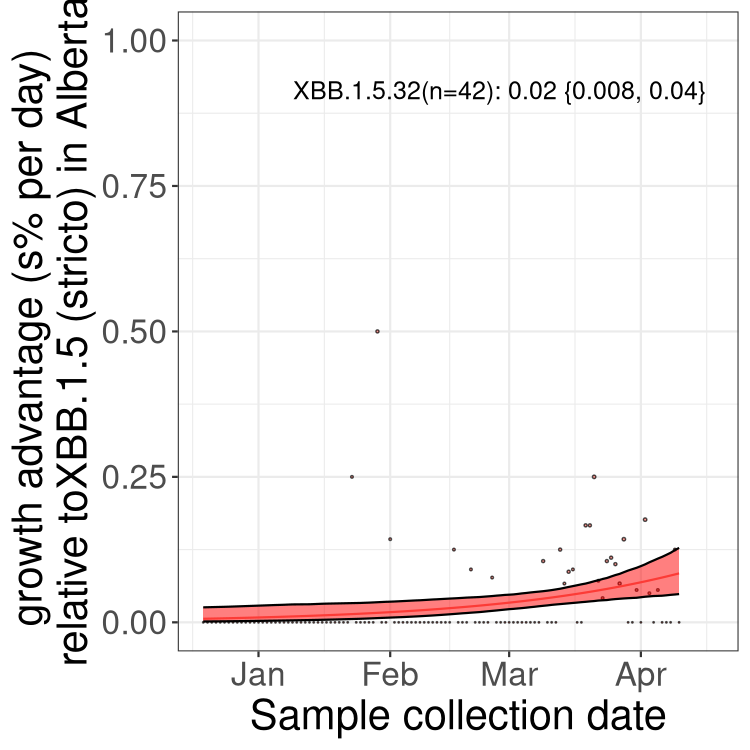 growth advantage (s% per day)
relative toXBB.1.5 (stricto) in Alberta
1.00
0.75
0.50
0.25
0.00
XBB.1.5.32(n=42): 0.02 {0.008, 0.04}
Jan Feb Mar Apr
Sample collection date